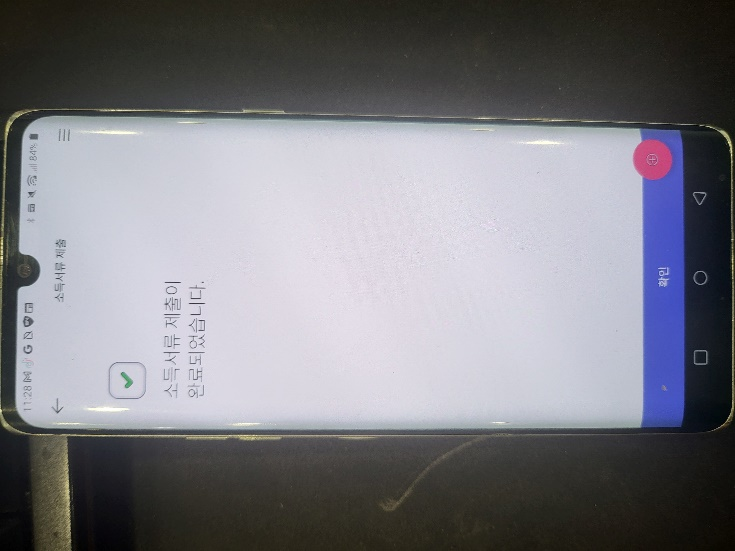 11:28
84%
소득서류 제출
소득서류 제출이
완료되었습니다.
확인